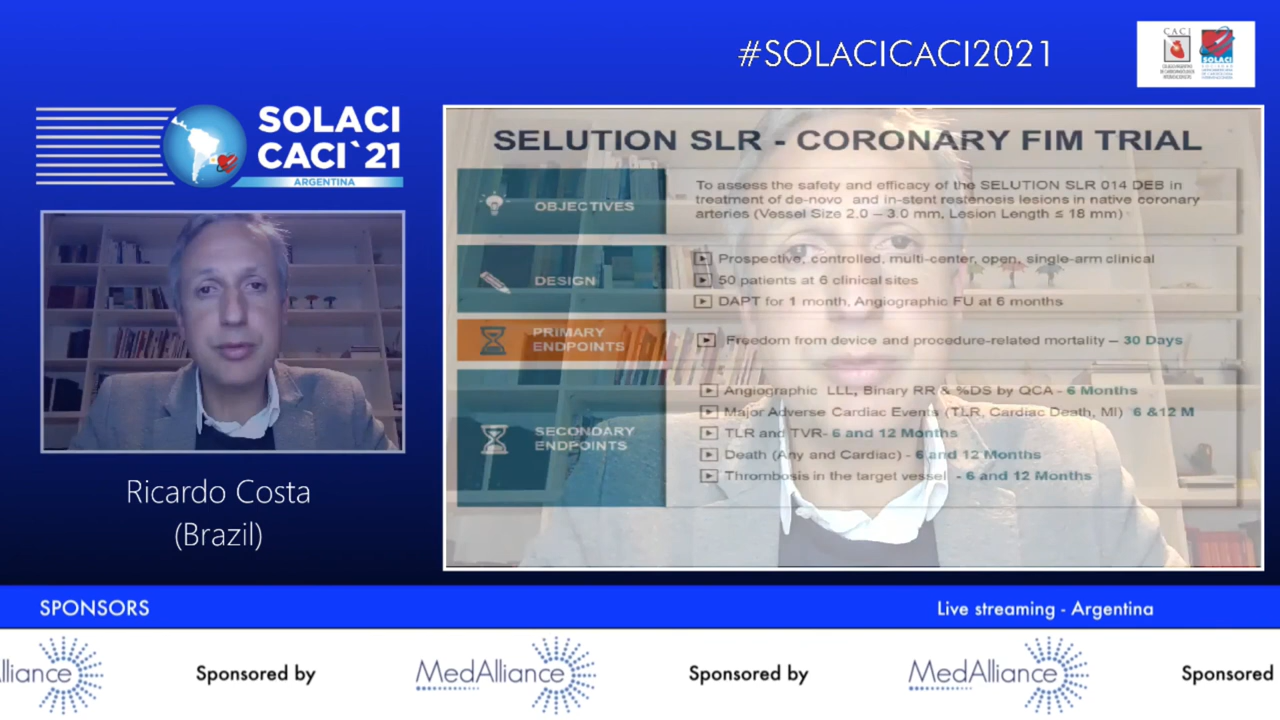 #SOLACICACI2021
CACI
SOLACI
SOLACI
CACI`21
ARGENTINA
Ricardo Costa
(Brazil)
SELUTION SLR - CORONARY FIM TRIAL
OBJECTIVES
To assess the safety and efficacy of the SELUTION SLR 014 DEB in
treatment of de-novo and in-stent restenosis lesions in native coronary
arteries (Vessel Size 2.0 – 3.0 mm, Lesion Length ≤ 18 mm)
DESIGN
Prospective, controlled, multi-center, open, single-arm clinical
50 patients at 6 clinical sites
DAPT for 1 month, Angiographic FU at 6 months
PRIMARY
ENDPOINTS
Freedom from device and procedure-related mortality – 30 Days
SECONDARY
ENDPOINTS
Angiographic LLL, Binary RR & %DS by QCA - 6 Months
Major Adverse Cardiac Events (TLR, Cardiac Death, MI) 6 &12 M
TLR and TVR- 6 and 12 Months
Death (Any and Cardiac) - 6 and 12 Months
Thrombosis in the target vessel - 6 and 12 Months
SPONSORS
Live streaming - Argentina
lliance
Sponsored by
MedAlliance
Sponsored by
MedAlliance
Sponsored